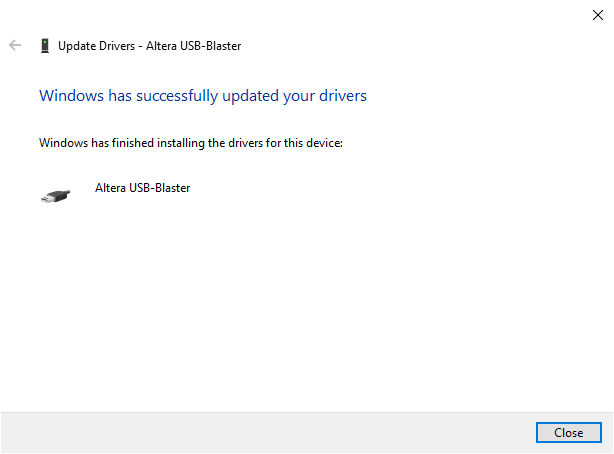 Update Drivers - Altera USB-Blaster
Windows has successfully updated your drivers
Windows has finished installing the drivers for this device:
Altera USB-Blaster
Close